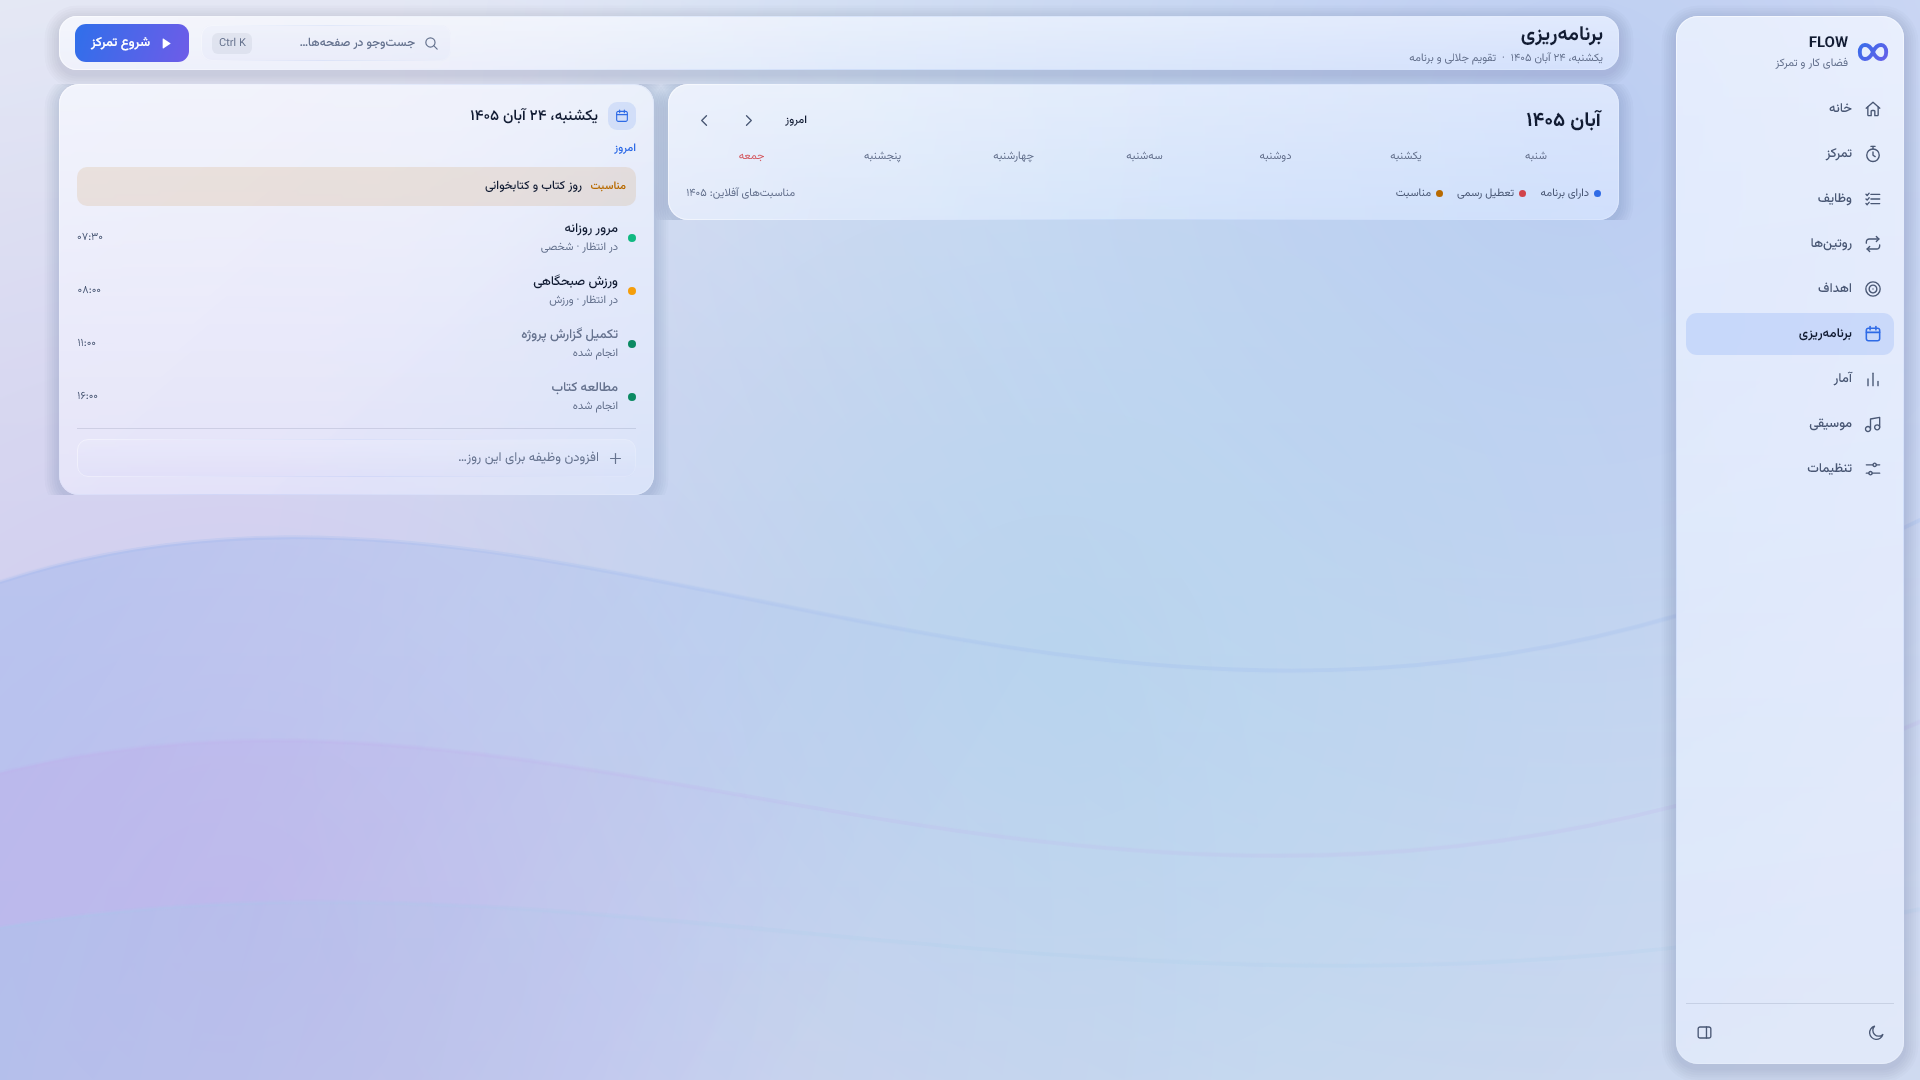 FLOW
فضای کار و تمرکز
خانه
تمرکز
وظایف
روتین‌ها
اهداف
برنامه‌ریزی
آمار
موسیقی
تنظیمات
برنامه‌ریزی
یکشنبه، ۲۴ آبان ۱۴۰۵ · تقویم جلالی و برنامه
جست‌وجو در صفحه‌ها...
Ctrl K
شروع تمرکز
آبان ۱۴۰۵
امروز
شنبه
یکشنبه
دوشنبه
سه‌شنبه
چهارشنبه
پنجشنبه
جمعه
دارای برنامه
تعطیل رسمی
مناسبت
مناسبت‌های آفلاین: ۱۴۰۵
یکشنبه، ۲۴ آبان ۱۴۰۵
امروز
مناسبت روز کتاب و کتابخوانی
مرور روزانه
در انتظار · شخصی
۰۷:۳۰
ورزش صبحگاهی
در انتظار · ورزش
۰۸:۰۰
تکمیل گزارش پروژه
انجام شده
۱۱:۰۰
مطالعه کتاب
انجام شده
۱۶:۰۰
افزودن وظیفه برای این روز...